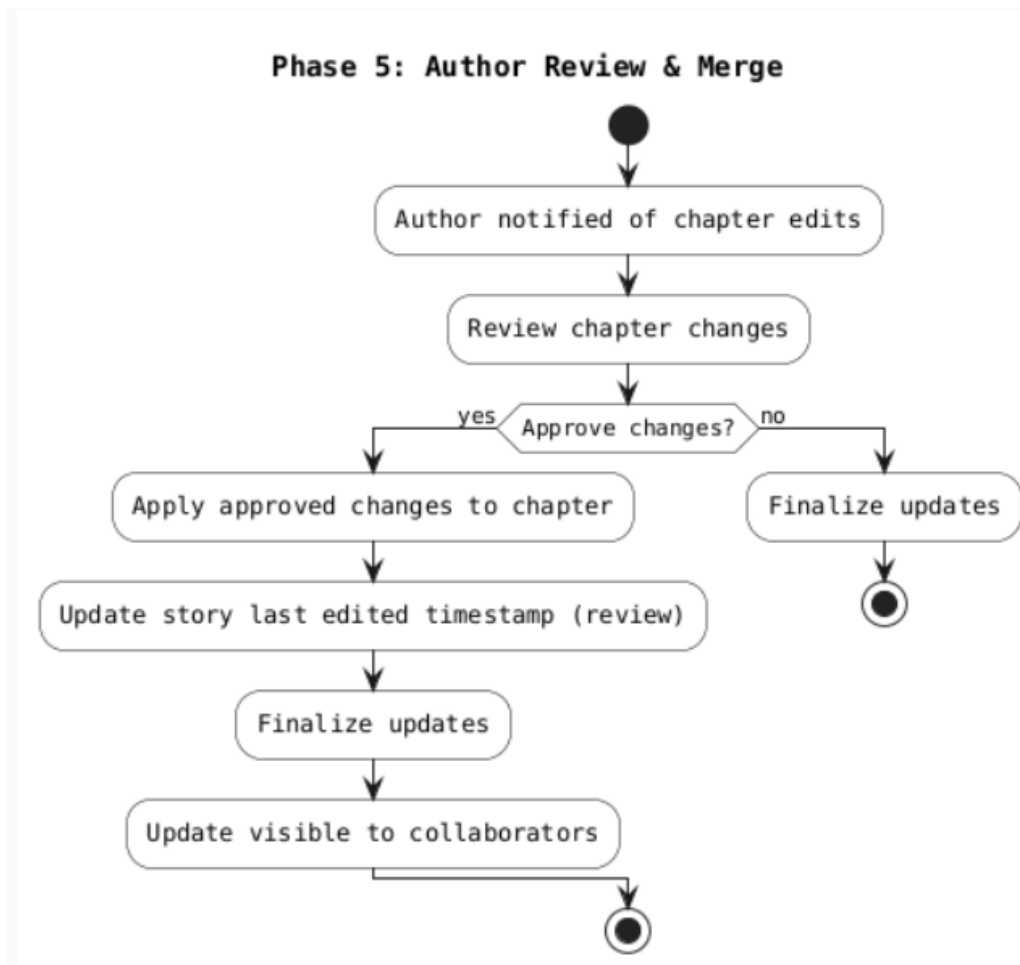 Phase 5: Author Review & Merge
Author notified of chapter edits
Review chapter changes
yes
Approve changes?
no
Apply approved changes to chapter
Finalize updates
Update story last edited timestamp (review)
Finalize updates
Update visible to collaborators